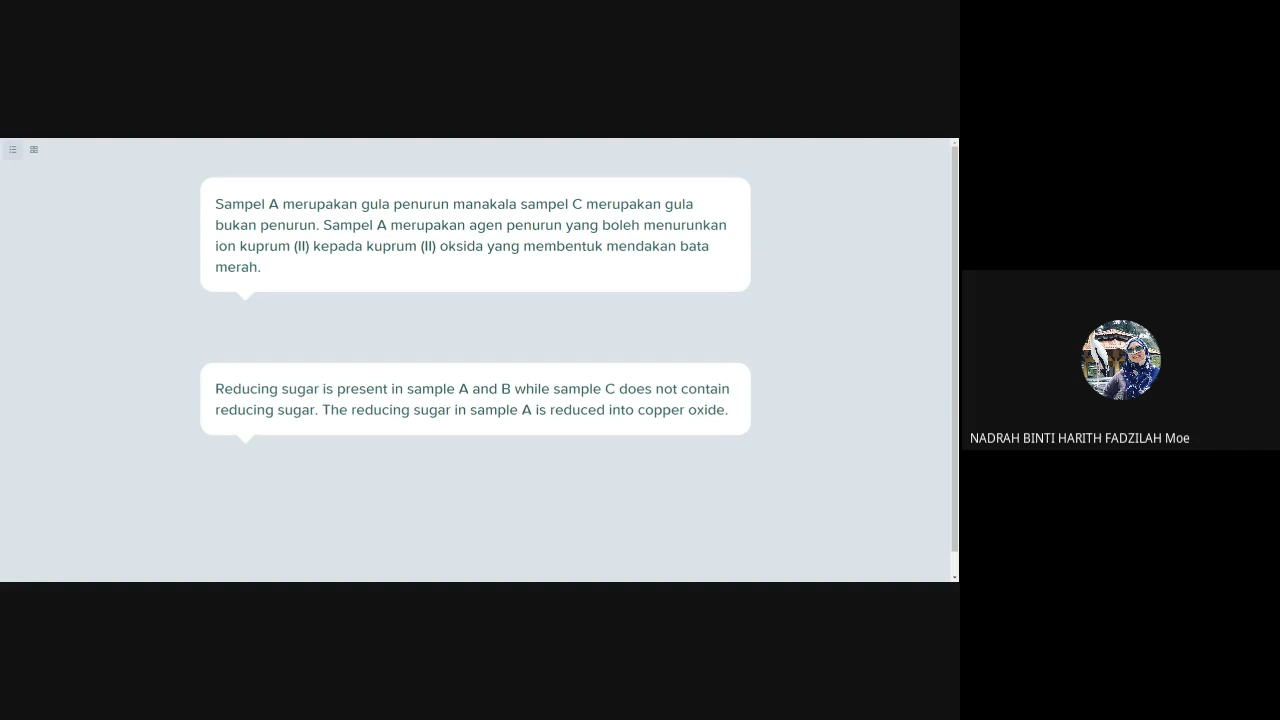 Sampel A merupakan gula penurun manakala sampel C merupakan gula
bukan penurun. Sampel A merupakan agen penurun yang boleh menurunkan
ion kuprum (II) kepada kuprum (II) oksida yang membentuk mendakan bata
merah.
Reducing sugar is present in sample A and B while sample C does not contain
reducing sugar. The reducing sugar in sample A is reduced into copper oxide.
NADRAH BINTI HARITH FADZILAH Moe